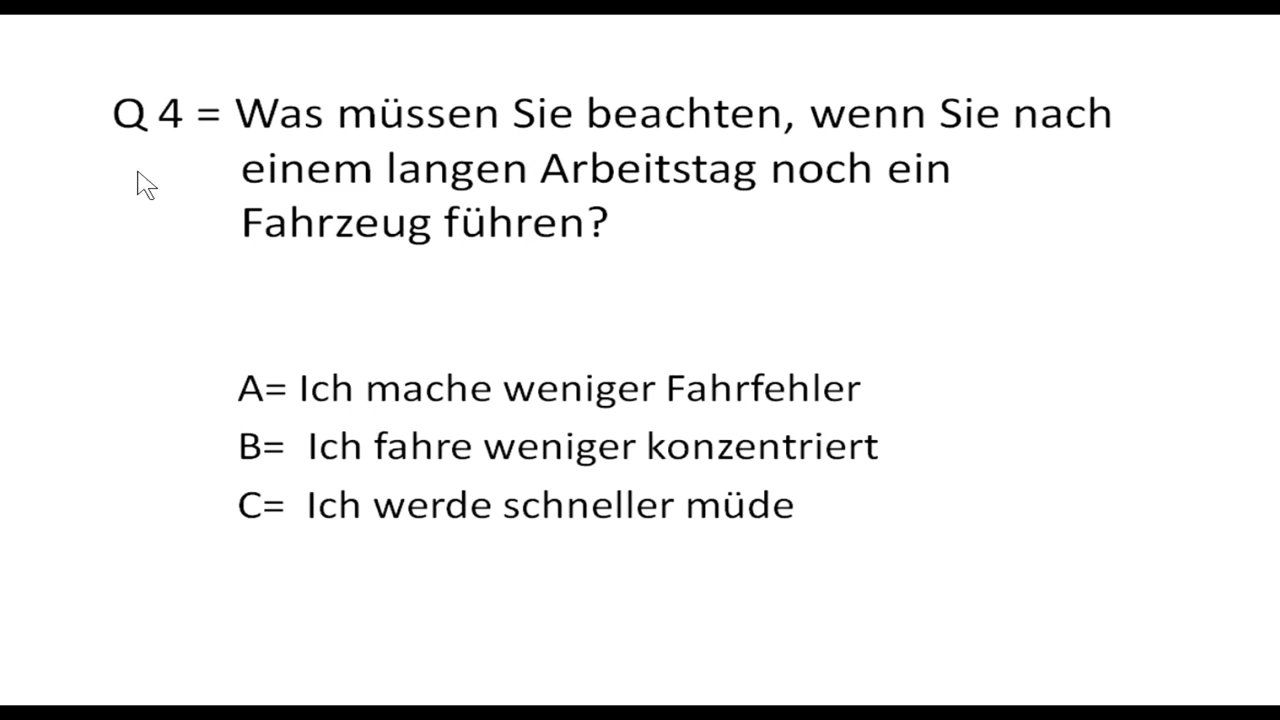 Q 4 = Was müssen Sie beachten, wenn Sie nach
einem langen Arbeitstag noch ein
Fahrzeug führen?
A= Ich mache weniger Fahrfehler
B= Ich fahre weniger konzentriert
C= Ich werde schneller müde